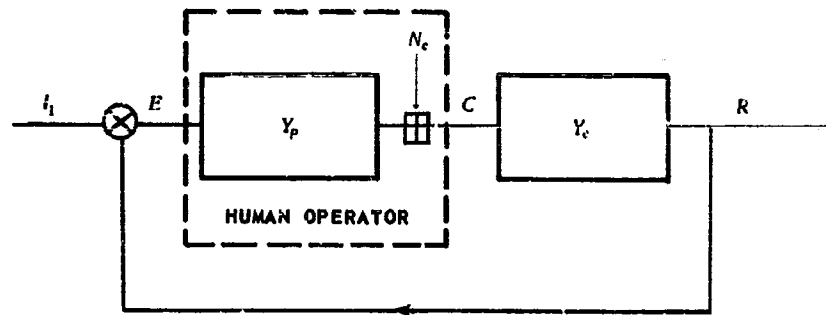 N_c
I_1
E
Y_p
C
Y_c
R
HUMAN OPERATOR